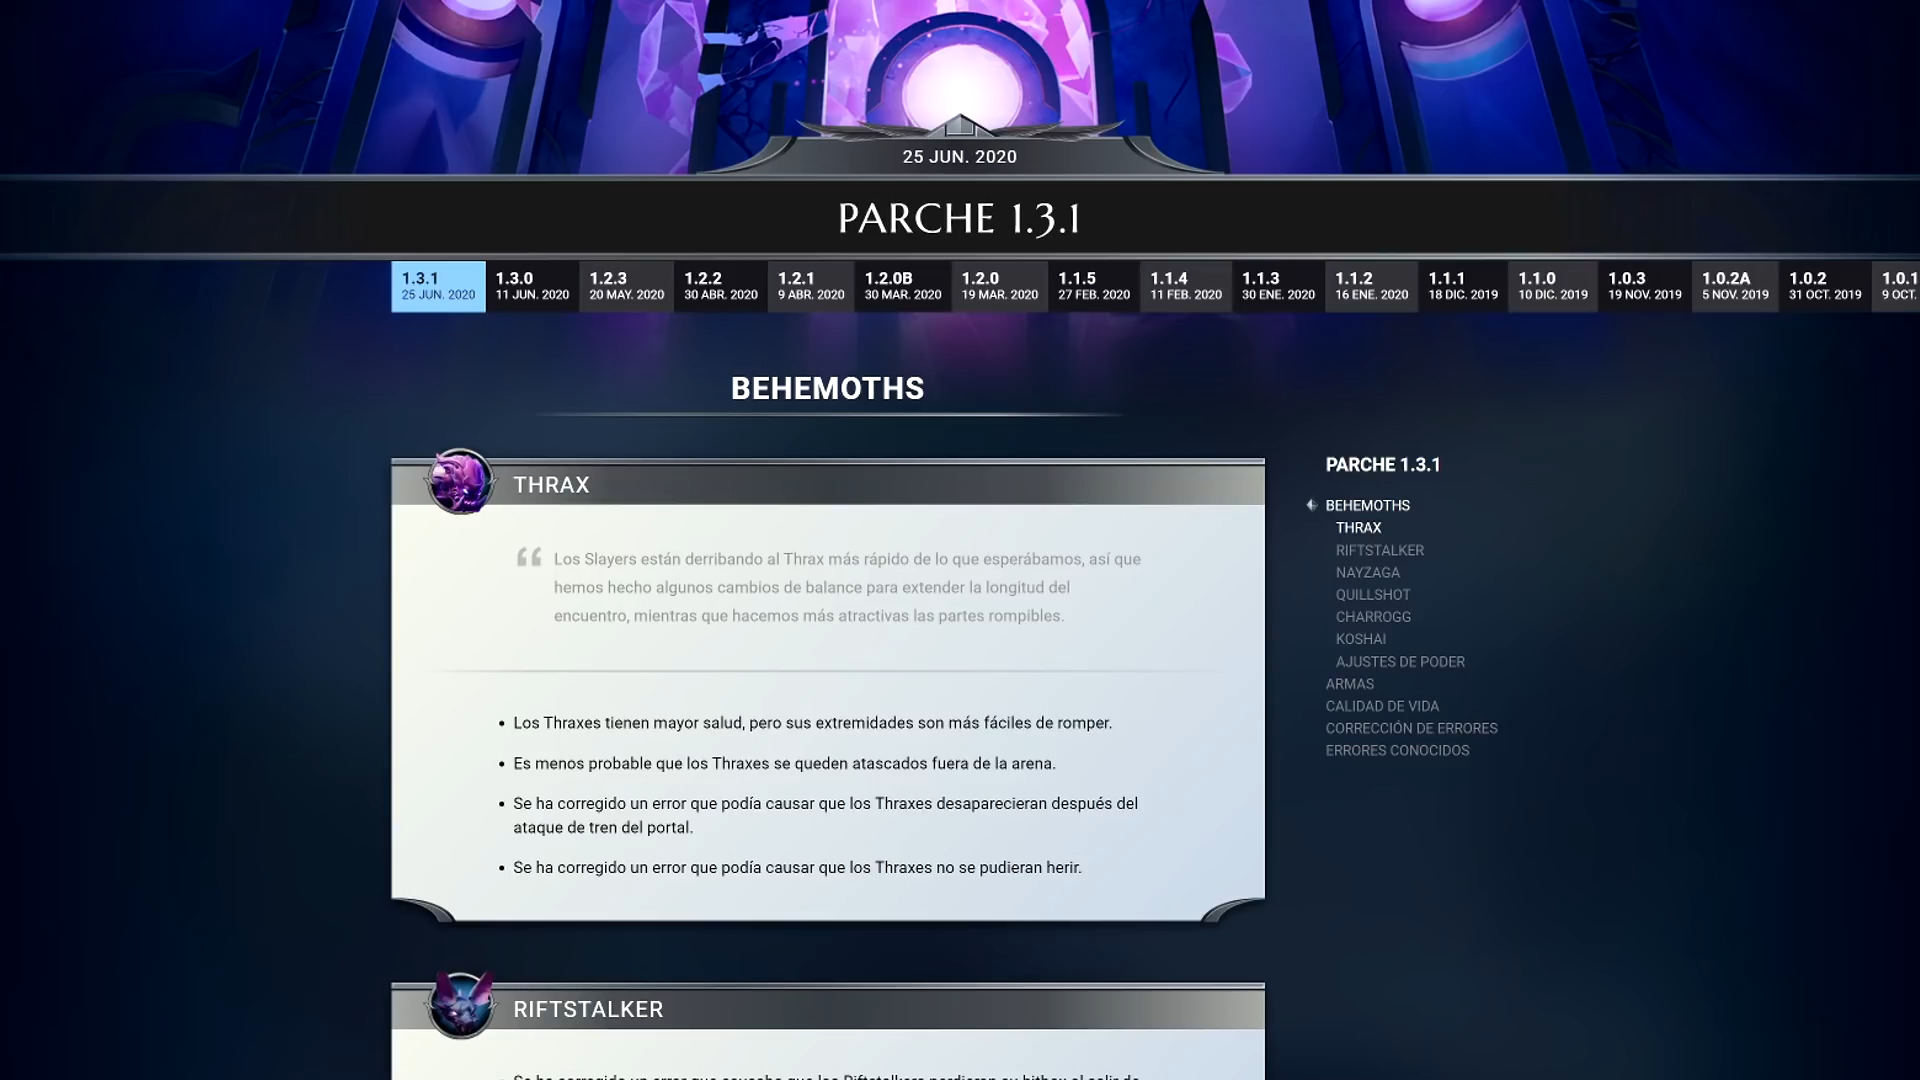 25 JUN. 2020
PARCHE 1.3.1
1.3.1 1.3.0 1.2.3 1.2.2 1.2.1 1.2.0B 1.2.0 1.1.5 1.1.4 1.1.3 1.1.2 1.1.1 1.1.0 1.0.3 1.0.2A 1.0.2 1.0.1
25 JUN. 2020 11 JUN. 2020 20 MAY. 2020 30 ABR. 2020 9 ABR. 2020 30 MAR. 2020 19 MAR. 2020 27 FEB. 2020 11 FEB. 2020 30 ENE. 2020 16 ENE. 2020 18 DIC. 2019 10 DIC. 2019 19 NOV. 2019 5 NOV. 2019 31 OCT. 2019 9 OCT.
BEHEMOTHS
THRAX
Los Slayers están derribando al Thrax más rápido de lo que esperábamos, así que
hemos hecho algunos cambios de balance para extender la longitud del
encuentro, mientras que hacemos más atractivas las partes rompibles.
• Los Thraxes tienen mayor salud, pero sus extremidades son más fáciles de romper.
• Es menos probable que los Thraxes se queden atascados fuera de la arena.
• Se ha corregido un error que podía causar que los Thraxes desaparecieran después del
ataque de tren del portal.
• Se ha corregido un error que podía causar que los Thraxes no se pudieran herir.
RIFTSTALKER
PARCHE 1.3.1
BEHEMOTHS
THRAX
RIFTSTALKER
NAYZAGA
QUILLSHOT
CHARROGG
KOSHAI
AJUSTES DE PODER
ARMAS
CALIDAD DE VIDA
CORRECCIÓN DE ERRORES
ERRORES CONOCIDOS